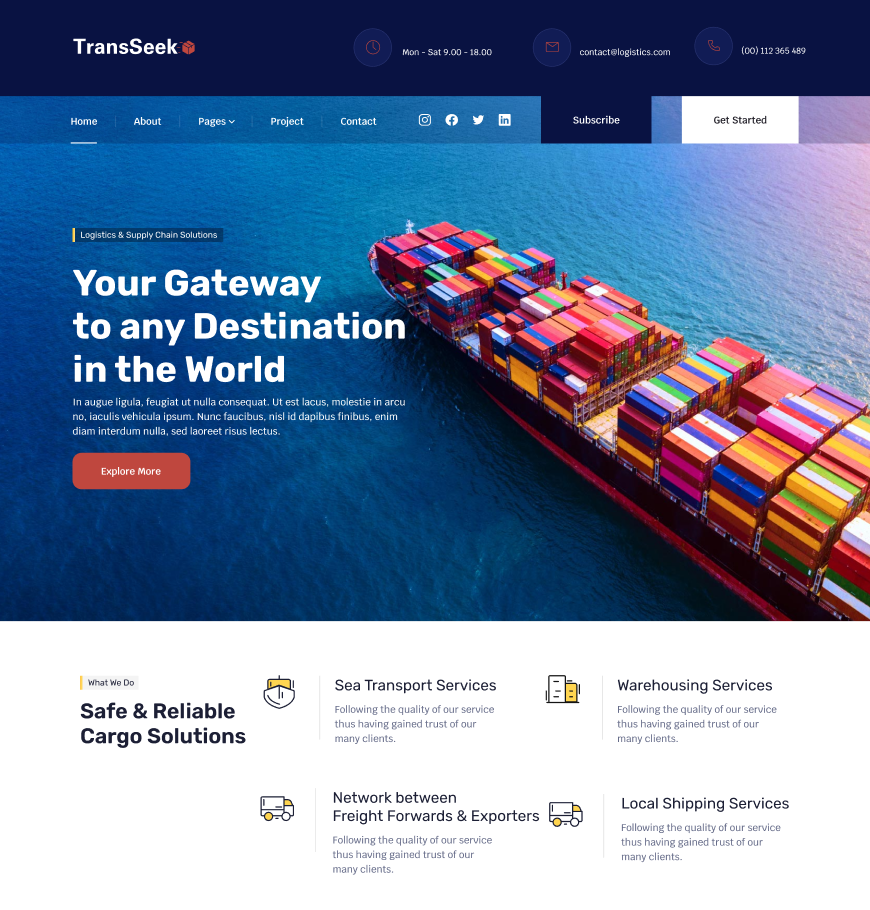 TransSeek
Mon - Sat 9.00 - 18.00
contact@logistics.com
(00) 112 365 489
Home
About
Pages
Project
Contact
Subscribe
Get Started
Logistics & Supply Chain Solutions
Your Gateway
to any Destination
in the World
In augue ligula, feugiat ut nulla consequat. Ut est lacus, molestie in arcu
no, iaculis vehicula ipsum. Nunc faucibus, nisl id dapibus finibus, enim
diam interdum nulla, sed laoreet risus lectus.
Explore More
What We Do
Safe & Reliable
Cargo Solutions
Sea Transport Services
Following the quality of our service
thus having gained trust of our
many clients.
Warehousing Services
Following the quality of our service
thus having gained trust of our
many clients.
Network between
Freight Forwards & Exporters
Following the quality of our service
thus having gained trust of our
many clients.
Local Shipping Services
Following the quality of our service
thus having gained trust of our
many clients.